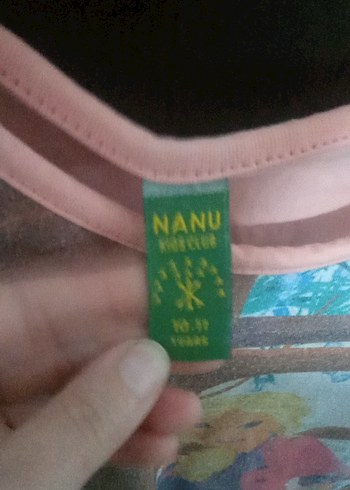 NANU
KIDS CLUB
10-11
YEARS